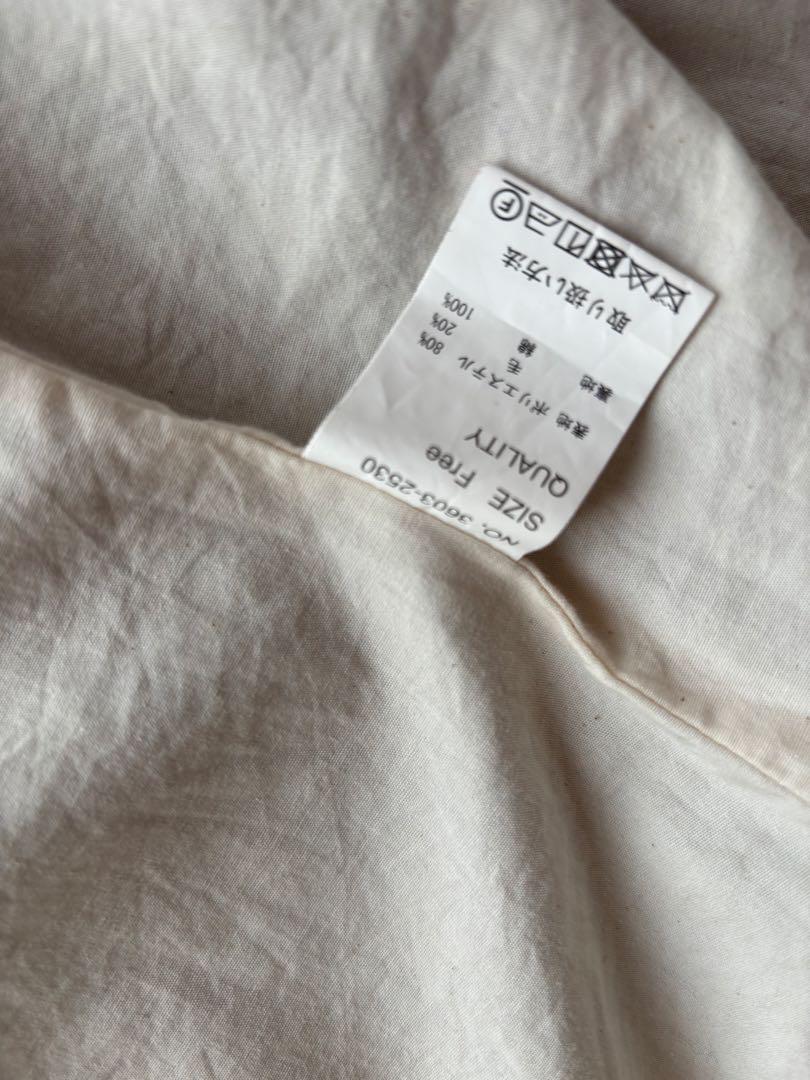 NO. 3603-2530
SIZE Free
QUALITY
表地 ポリエステル 80%
毛 20%
裏地 綿 100%
取り扱い方法
F